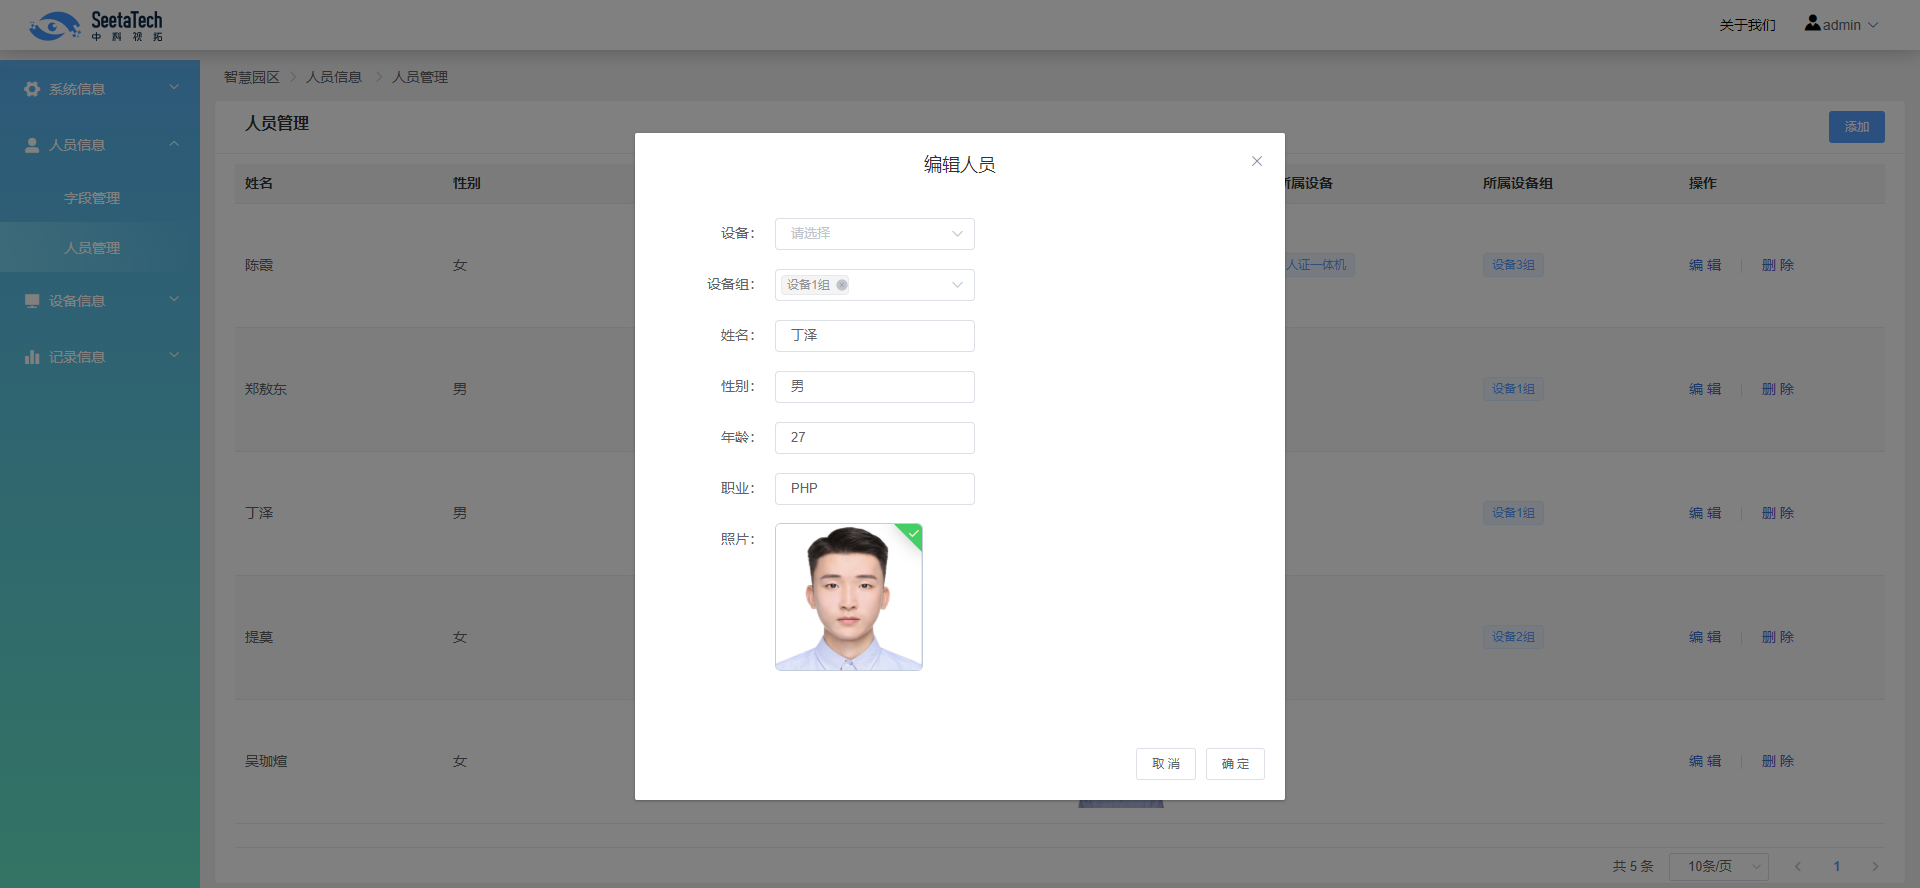 SeetaTech
中科视拓
关于我们
admin
系统信息
人员信息
字段管理
人员管理
设备信息
记录信息
智慧园区 人员信息 人员管理
人员管理
添加
姓名 性别 所属设备 所属设备组 操作
陈霞 女 人证一体机 设备3组 编辑 删除
郑敖东 男 设备1组 编辑 删除
丁泽 男 设备1组 编辑 删除
提莫 女 设备2组 编辑 删除
吴珈煊 女 编辑 删除
共 5 条 10条/页 1
编辑人员
设备： 请选择
设备组： 设备1组
姓名： 丁泽
性别： 男
年龄： 27
职业： PHP
照片：
取消 确定